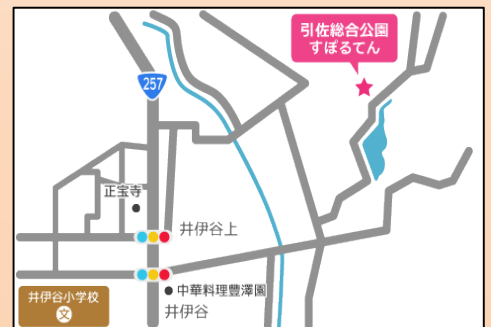 引佐総合公園
すぽるてん
257
正宝寺
井伊谷上
中華料理豊澤園
井伊谷小学校
文
井伊谷